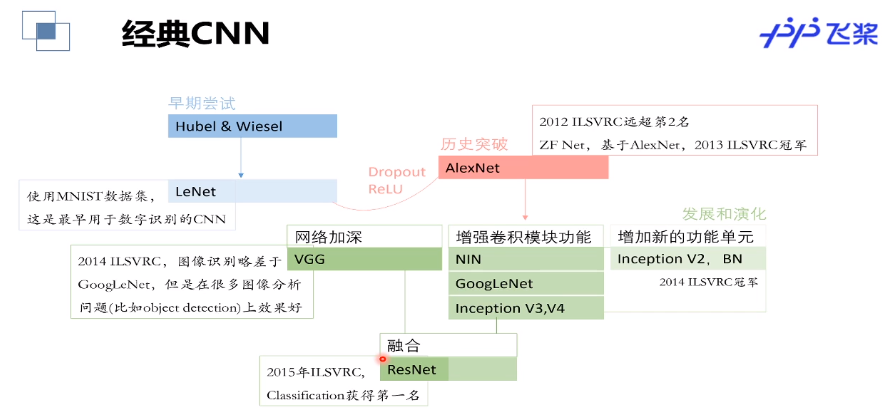 经典CNN
飞桨
早期尝试
Hubel & Wiesel
2012 ILSVRC远超第2名
ZF Net，基于AlexNet，2013 ILSVRC冠军
历史突破
AlexNet
Dropout
ReLU
LeNet
使用MNIST数据集，
这是最早用于数字识别的CNN
发展和演化
网络加深
VGG
增强卷积模块功能
NIN
GoogLeNet
Inception V3,V4
增加新的功能单元
Inception V2， BN
2014 ILSVRC冠军
2014 ILSVRC，图像识别略差于
GoogLeNet，但是在很多图像分析
问题(比如object detection)上效果好
融合
ResNet
2015年ILSVRC，
Classification获得第一名